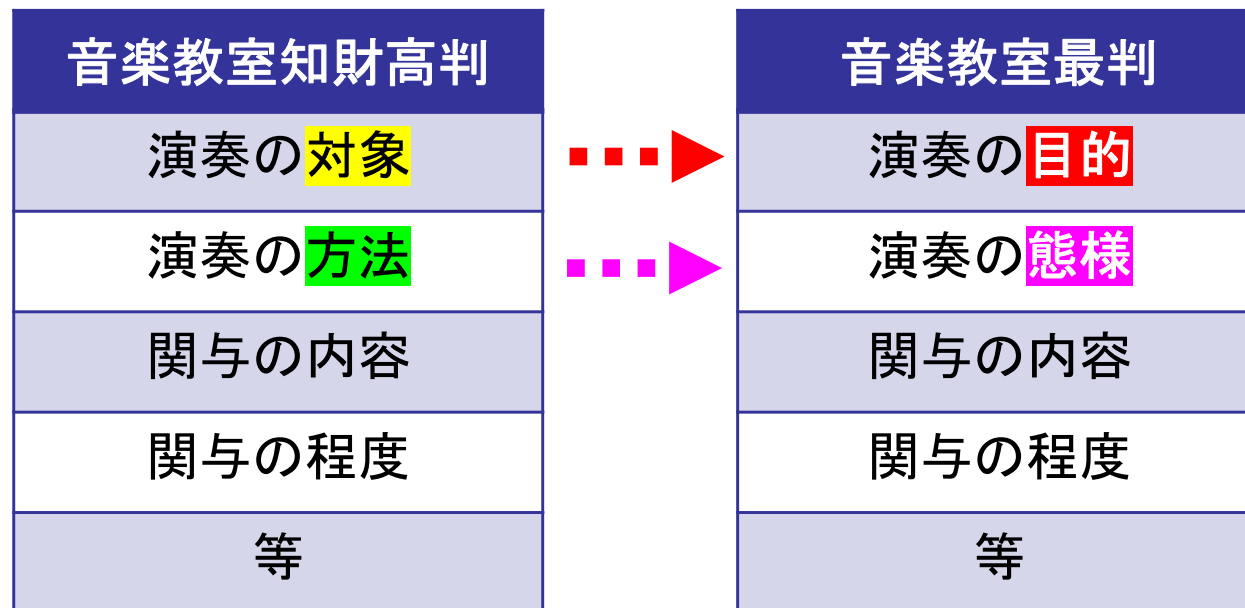 音楽教室知財高判
演奏の対象
演奏の方法
関与の内容
関与の程度
等
音楽教室最判
演奏の目的
演奏の態様
関与の内容
関与の程度
等